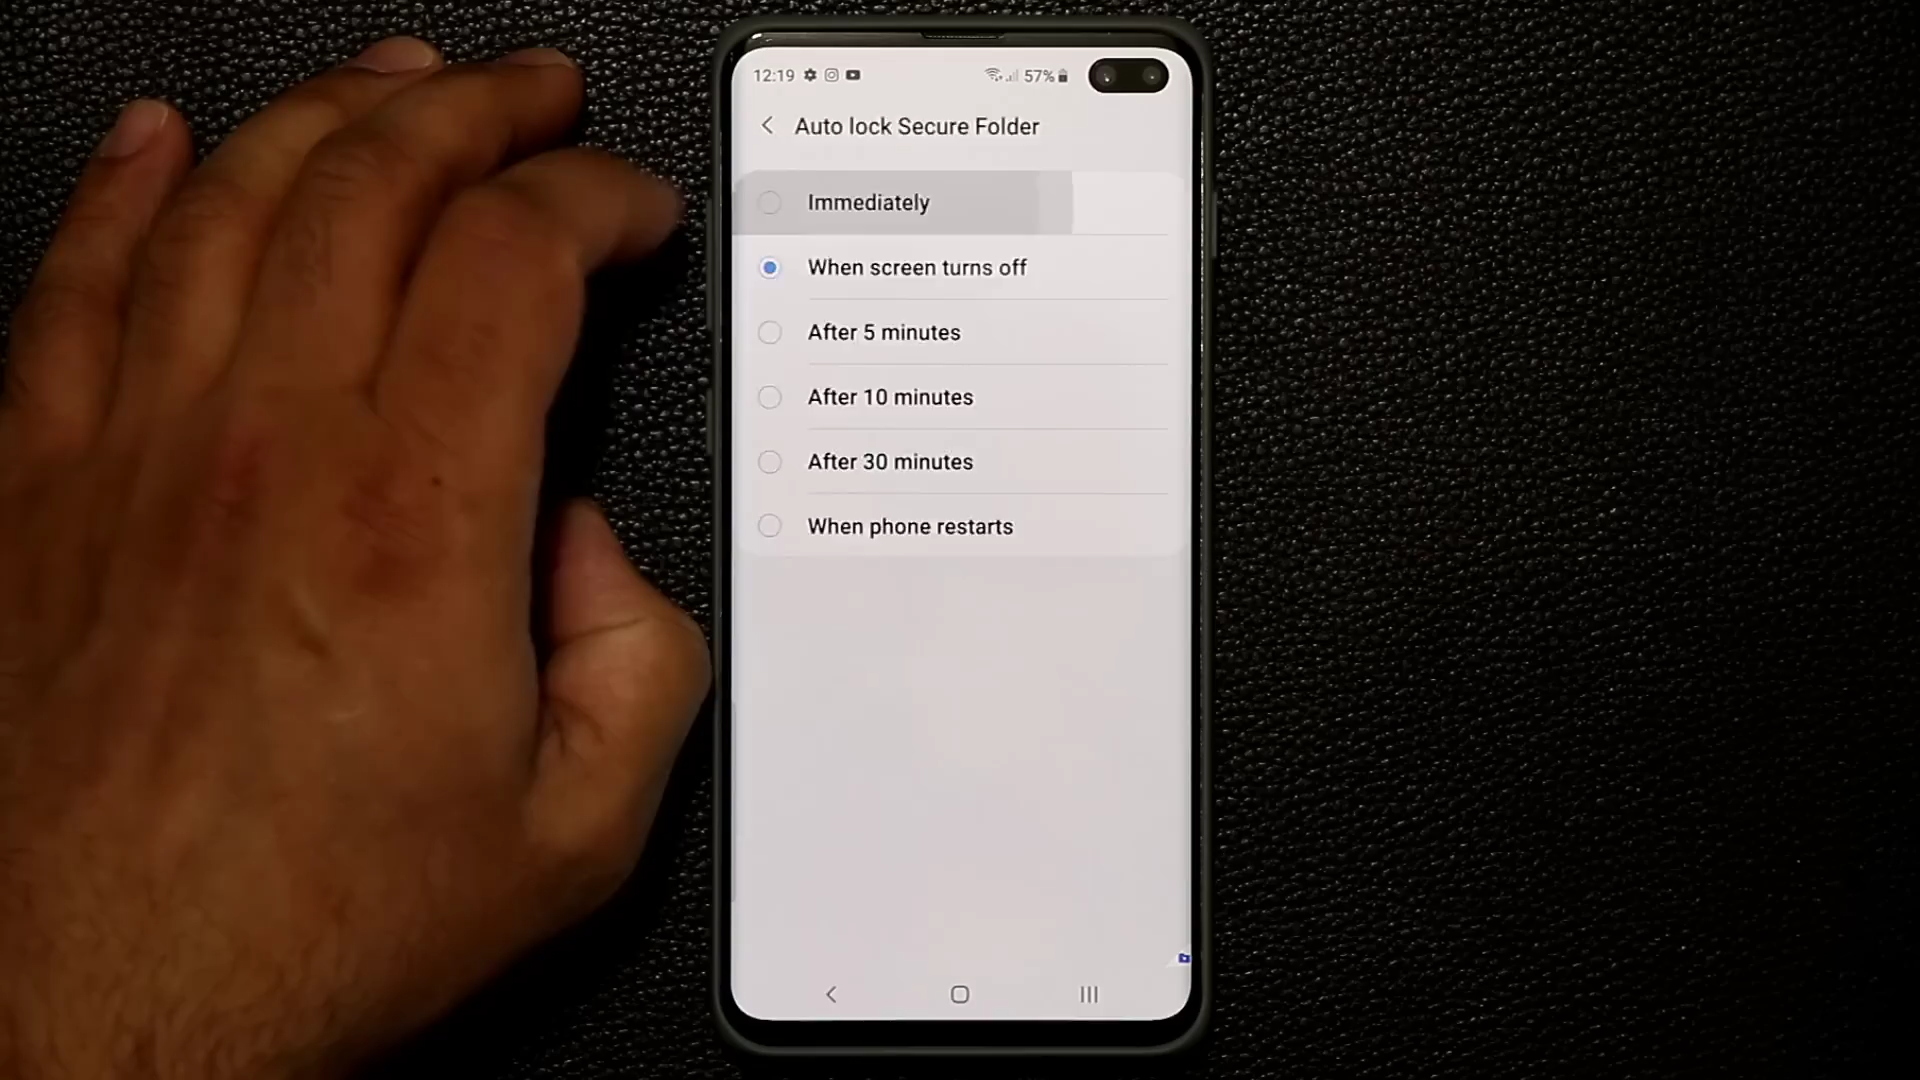 12:19 57%
Auto lock Secure Folder
Immediately
When screen turns off
After 5 minutes
After 10 minutes
After 30 minutes
When phone restarts